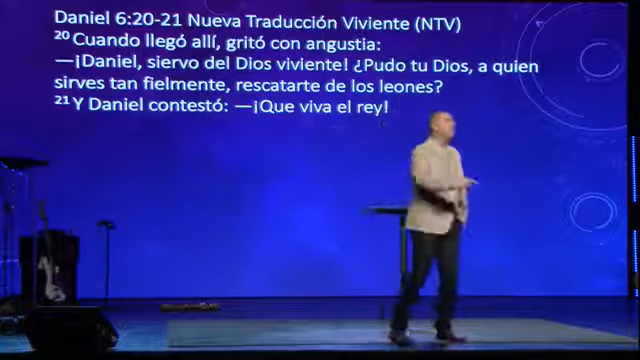 Daniel 6:20-21 Nueva Traducción Viviente (NTV)
²⁰ Cuando llegó allí, gritó con angustia:
—¡Daniel, siervo del Dios viviente! ¿Pudo tu Dios, a quien
sirves tan fielmente, rescatarte de los leones?
²¹ Y Daniel contestó: —¡Que viva el rey!